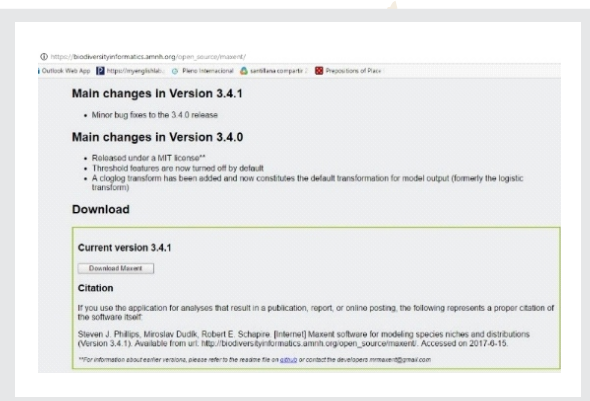 https://biodiversityinformatics.amnh.org/open_source/maxent/
Outlook Web App https://myenglishlab Pleno Internacional santillana compartir Prepositions of Place
Main changes in Version 3.4.1
• Minor bug fixes to the 3.4.0 release
Main changes in Version 3.4.0
• Released under a MIT license**
• Threshold features are now turned off by default
• A cloglog transform has been added and now constitutes the default transformation for model output (formerly the logistic
transform)
Download
Current version 3.4.1
Download Maxent
Citation
If you use the application for analyses that result in a publication, report, or online posting, the following represents a proper citation of
the software itself:
Steven J. Phillips, Miroslav Dudík, Robert E. Schapire. [Internet] Maxent software for modeling species niches and distributions
(Version 3.4.1). Available from url: http://biodiversityinformatics.amnh.org/open_source/maxent/. Accessed on 2017-6-15.
**For information about earlier versions, please refer to the readme file on github or contact the developers mrmaxent@gmail.com